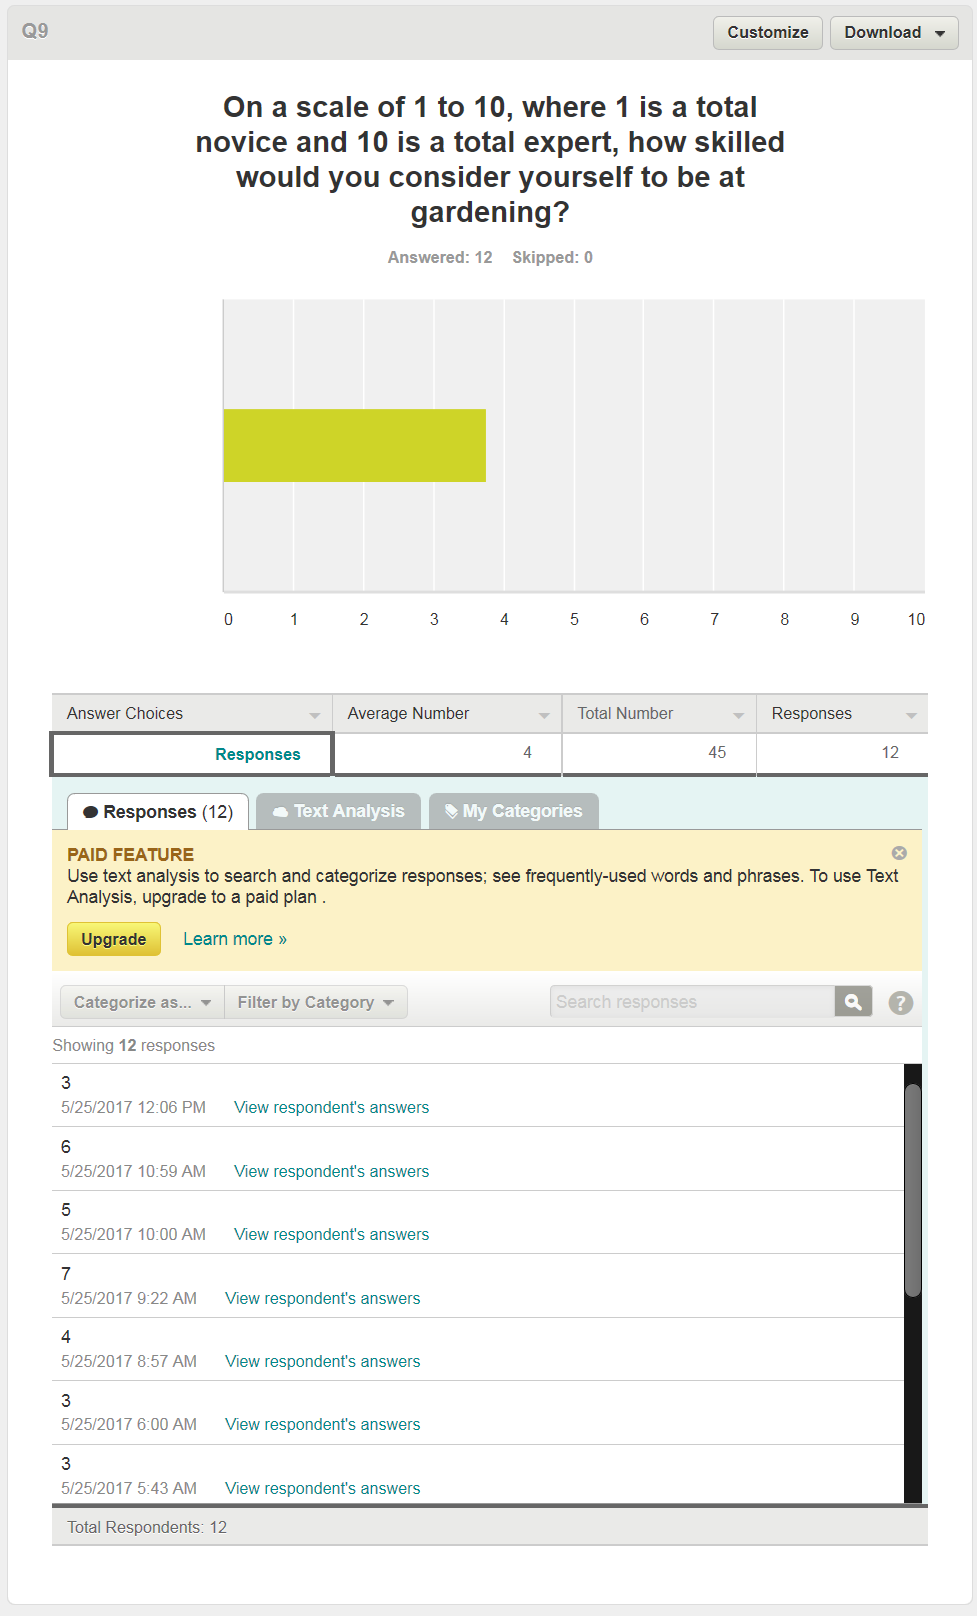 Q9
Customize
Download
On a scale of 1 to 10, where 1 is a total
novice and 10 is a total expert, how skilled
would you consider yourself to be at
gardening?
Answered: 12 Skipped: 0
0 1 2 3 4 5 6 7 8 9 10
Answer Choices Average Number Total Number Responses
Responses 4 45 12
Responses (12) Text Analysis My Categories
PAID FEATURE
Use text analysis to search and categorize responses; see frequently-used words and phrases. To use Text
Analysis, upgrade to a paid plan .
Upgrade Learn more »
Categorize as... Filter by Category Search responses ?
Showing 12 responses
3
5/25/2017 12:06 PM View respondent's answers
6
5/25/2017 10:59 AM View respondent's answers
5
5/25/2017 10:00 AM View respondent's answers
7
5/25/2017 9:22 AM View respondent's answers
4
5/25/2017 8:57 AM View respondent's answers
3
5/25/2017 6:00 AM View respondent's answers
3
5/25/2017 5:43 AM View respondent's answers
Total Respondents: 12